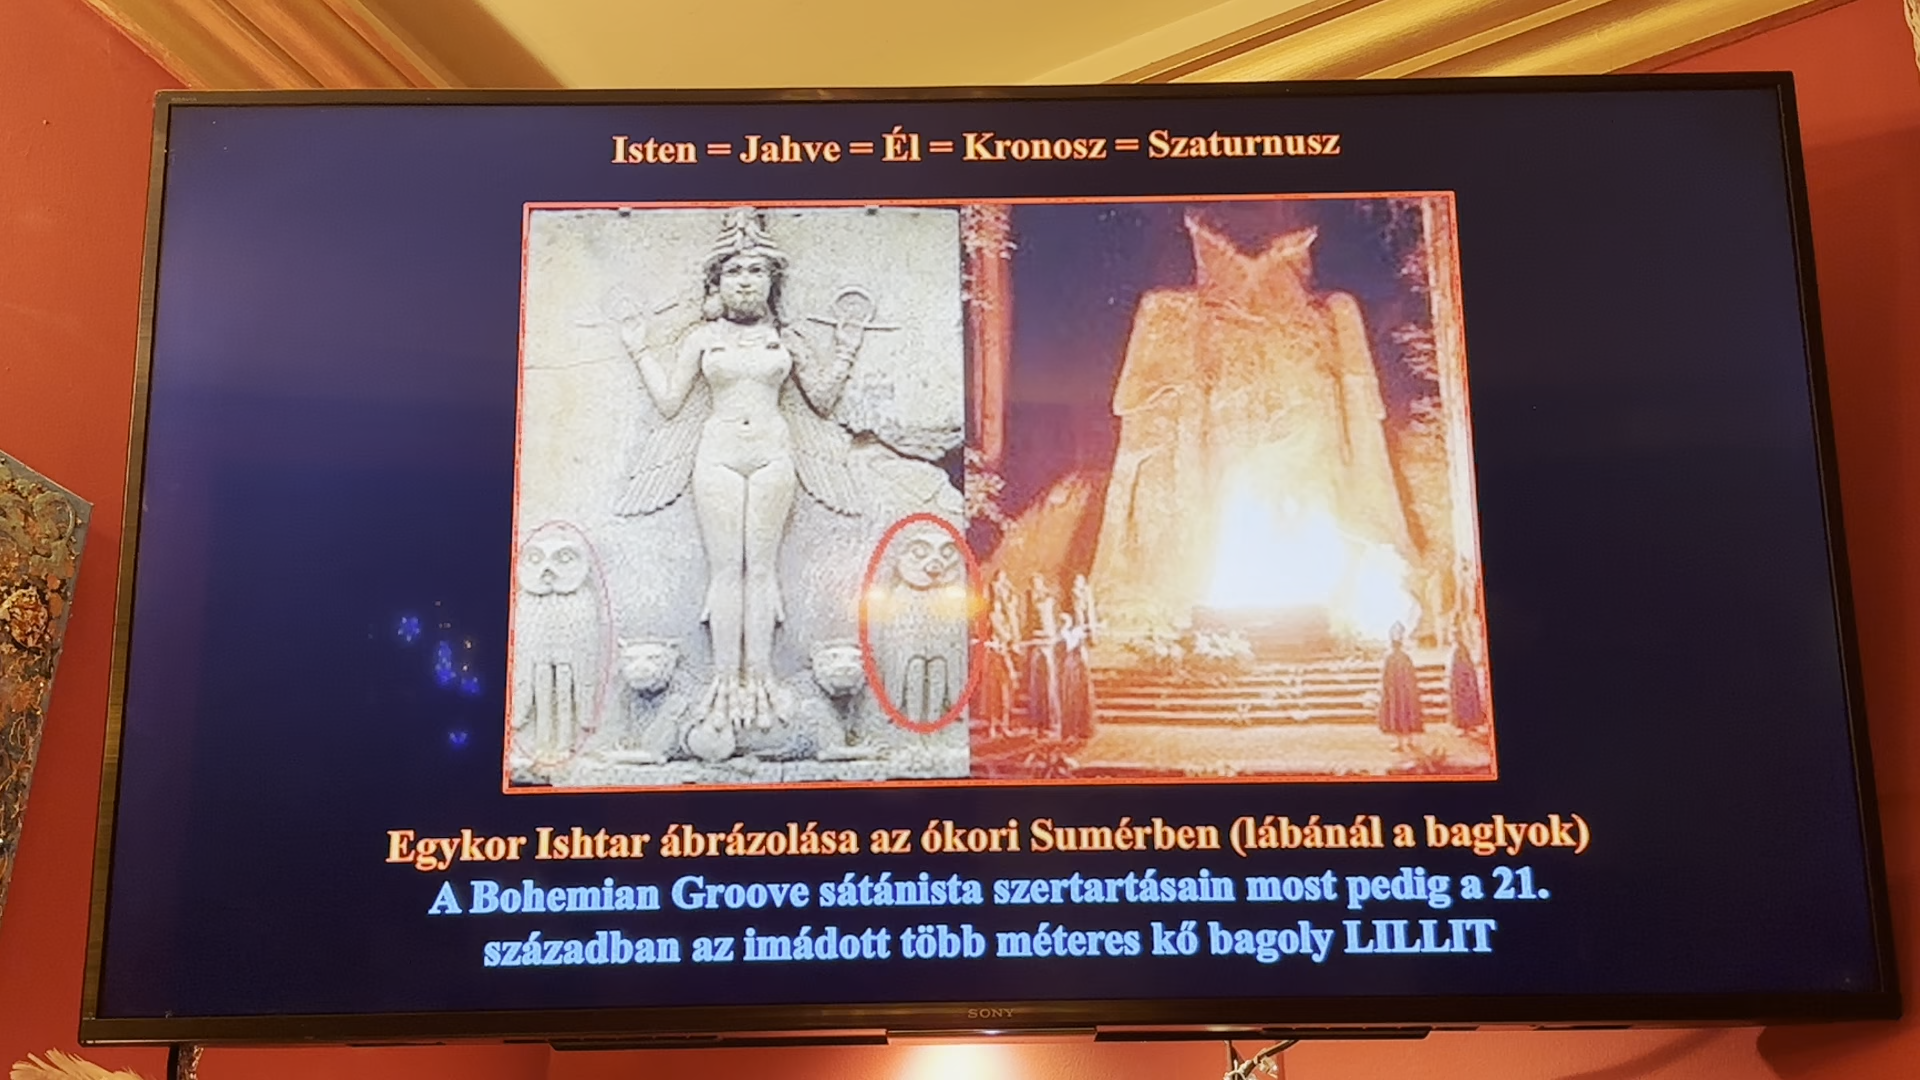 Isten = Jahve = Él = Kronosz = Szaturnusz
Egykor Ishtar ábrázolása az ókori Sumérben (lábánál a baglyok)
A Bohemian Groove sátánista szertartásain most pedig a 21.
században az imádott több méteres kő bagoly LILLIT
SONY